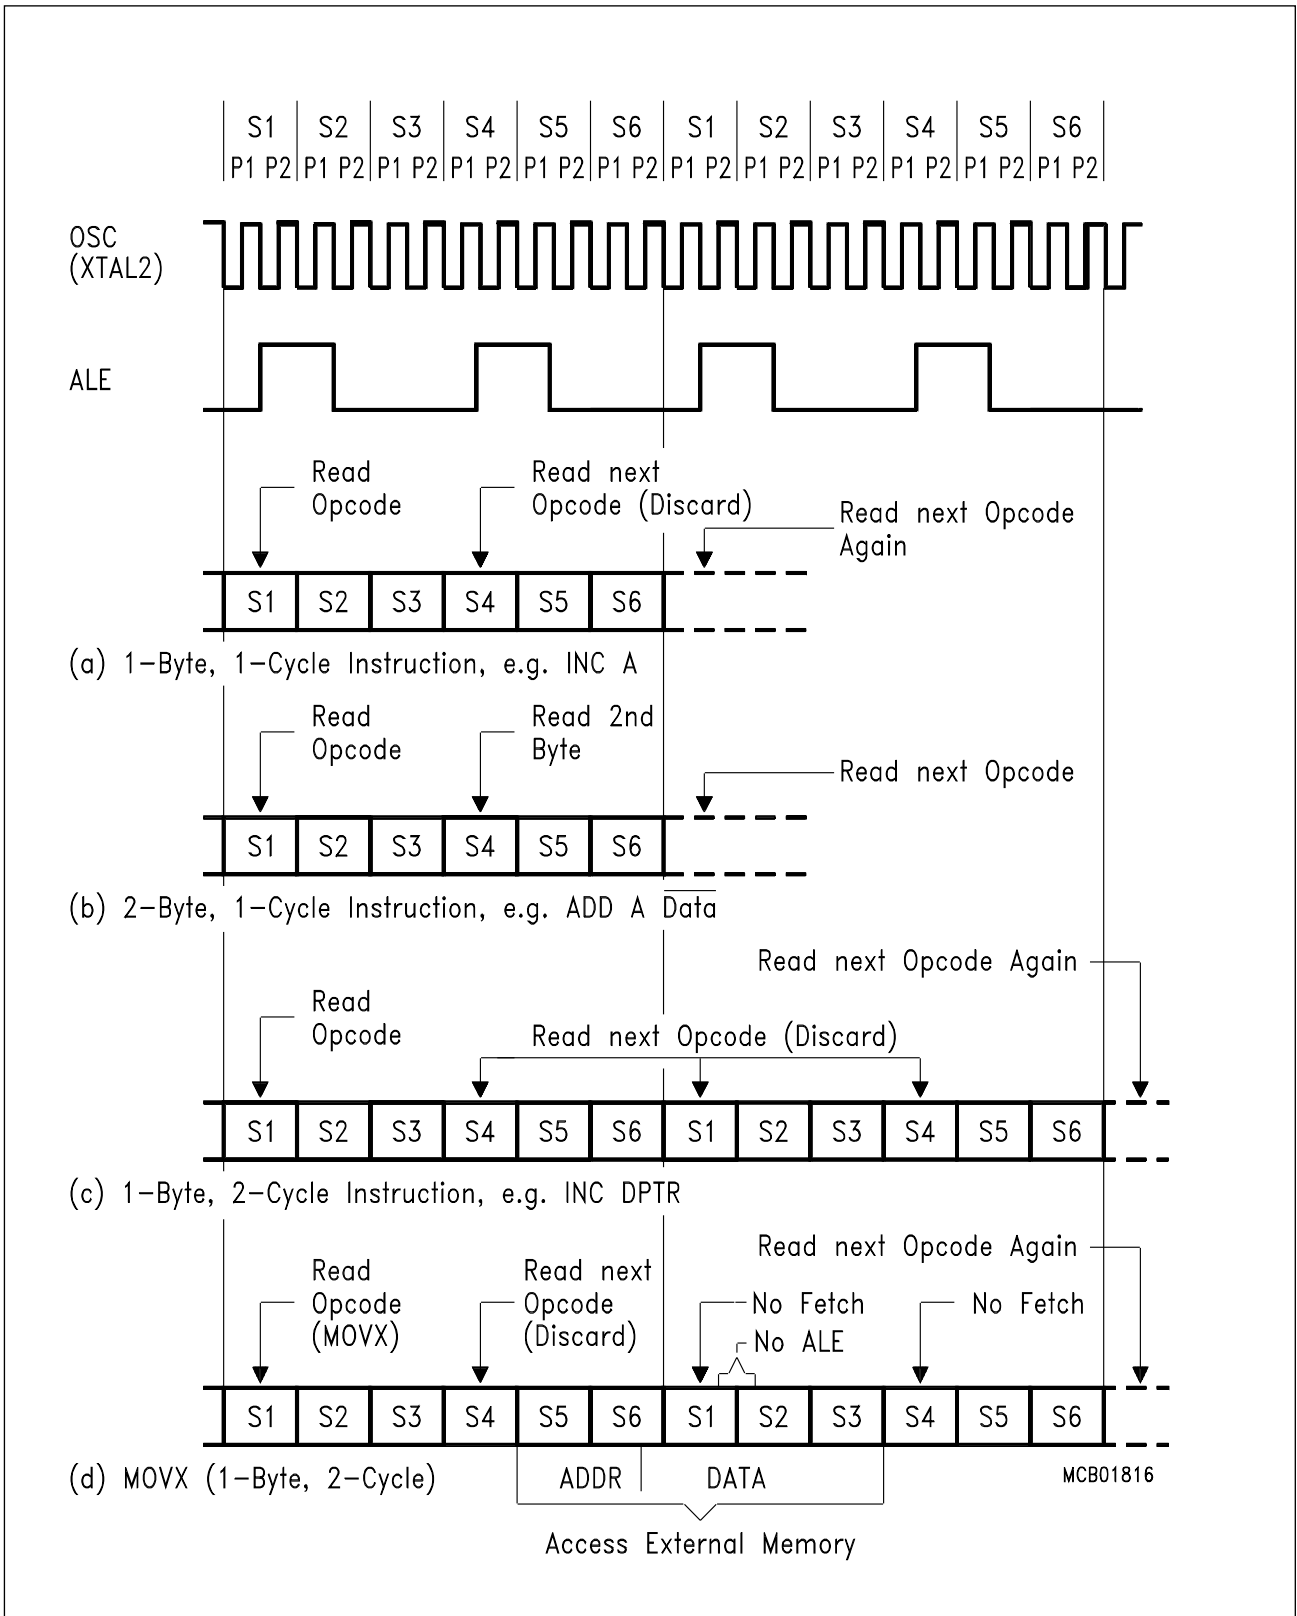 S1 S2 S3 S4 S5 S6 S1 S2 S3 S4 S5 S6
P1 P2 P1 P2 P1 P2 P1 P2 P1 P2 P1 P2 P1 P2 P1 P2 P1 P2 P1 P2 P1 P2 P1 P2
OSC
(XTAL2)
ALE
Read
Opcode
Read next
Opcode (Discard)
Read next Opcode
Again
S1 S2 S3 S4 S5 S6
(a) 1-Byte, 1-Cycle Instruction, e.g. INC A
Read
Opcode
Read 2nd
Byte
Read next Opcode
S1 S2 S3 S4 S5 S6
(b) 2-Byte, 1-Cycle Instruction, e.g. ADD A D̅a̅t̅a̅
Read next Opcode Again
Read
Opcode
Read next Opcode (Discard)
S1 S2 S3 S4 S5 S6 S1 S2 S3 S4 S5 S6
(c) 1-Byte, 2-Cycle Instruction, e.g. INC DPTR
Read next Opcode Again
Read
Opcode
(MOVX)
Read next
Opcode
(Discard)
No Fetch
No ALE
No Fetch
S1 S2 S3 S4 S5 S6 S1 S2 S3 S4 S5 S6
(d) MOVX (1-Byte, 2-Cycle)
ADDR
DATA
MCB01816
Access External Memory